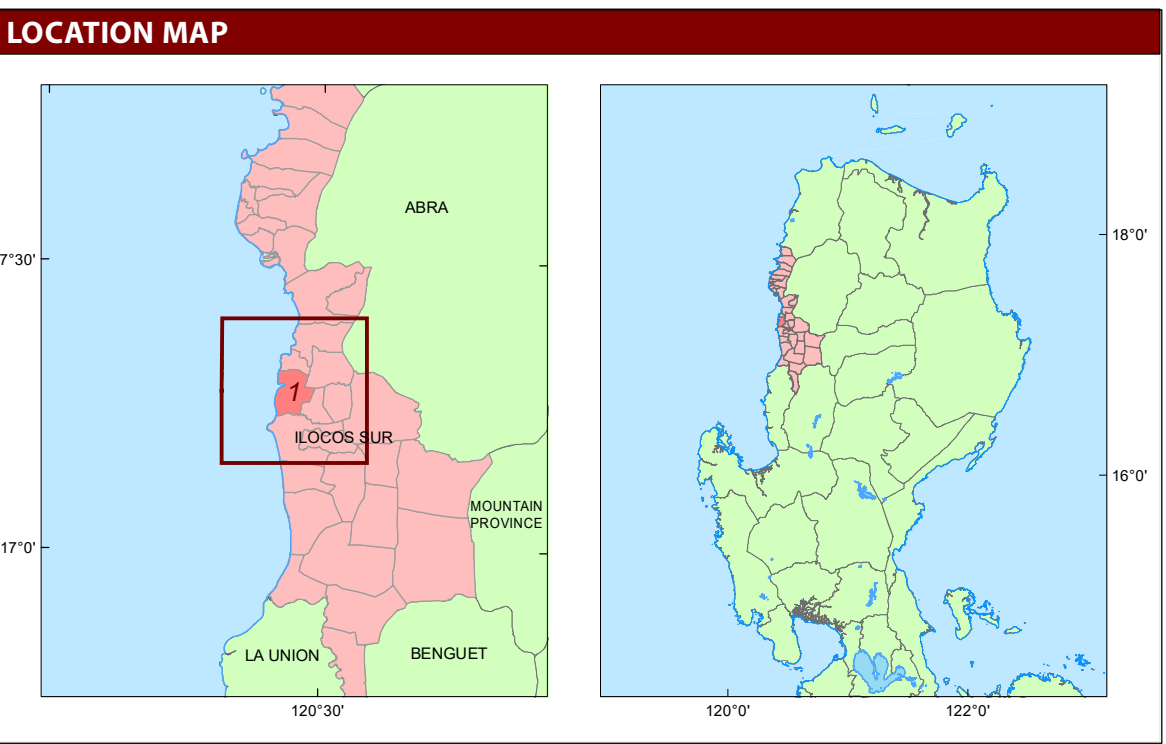 LOCATION MAP
ABRA
7°30'
1
ILOCOS SUR
MOUNTAIN
PROVINCE
17°0'
LA UNION
BENGUET
120°30'
18°0'
16°0'
120°0'
122°0'